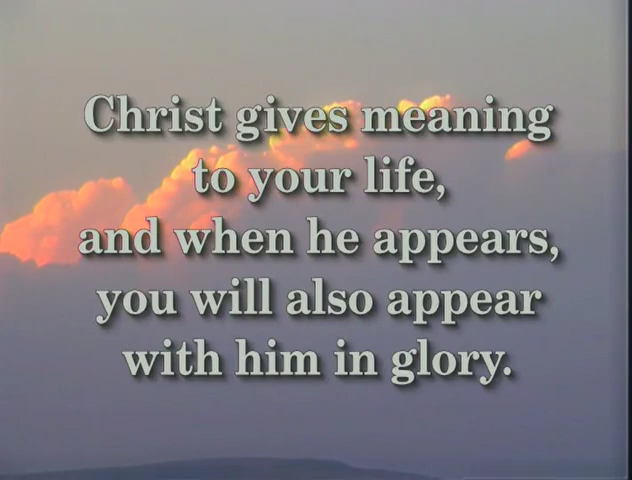 Christ gives meaning
to your life,
and when he appears,
you will also appear
with him in glory.